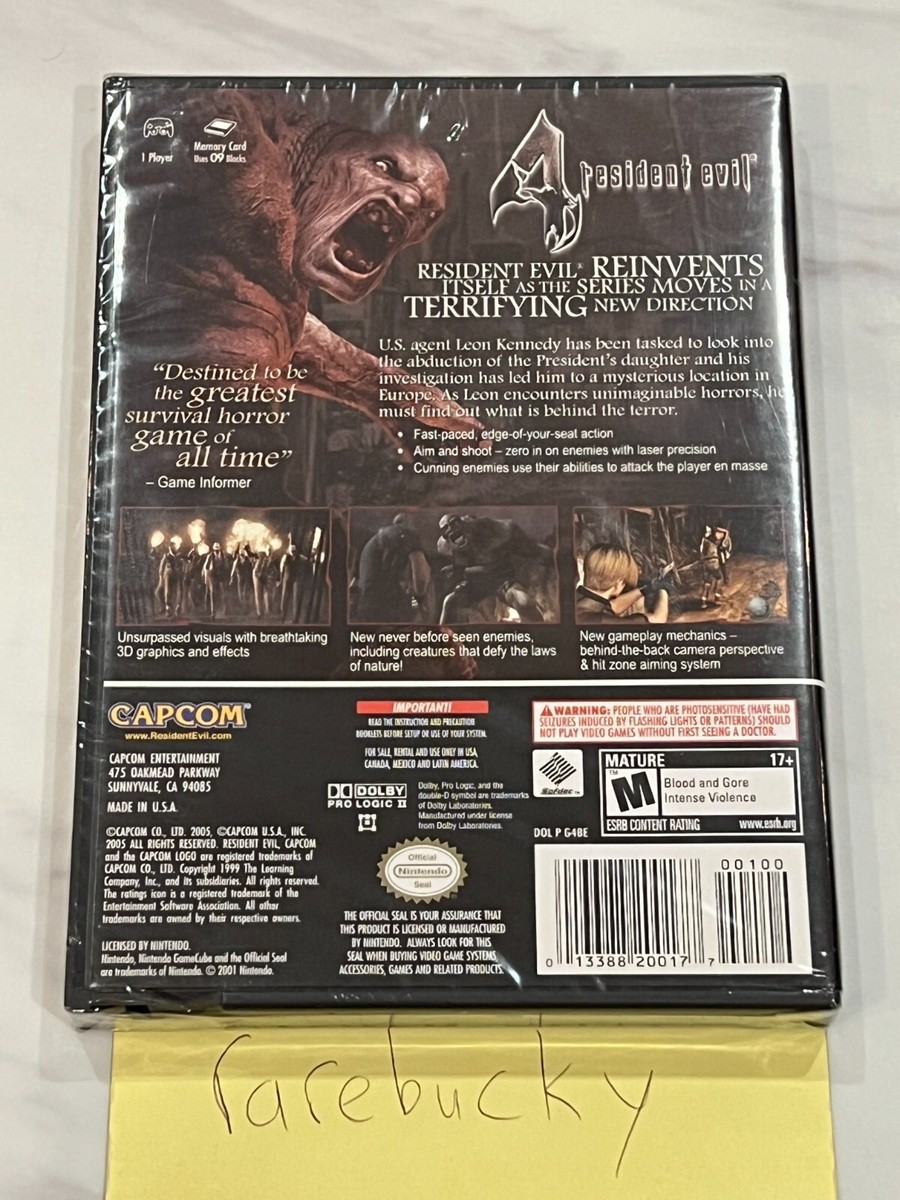 1 Player
Memory Card
Uses 09 Blocks
4 resident evil™
RESIDENT EVIL® REINVENTS
ITSELF AS THE SERIES MOVES IN A
TERRIFYING NEW DIRECTION
U.S. agent Leon Kennedy has been tasked to look into
the abduction of the President's daughter and his
investigation has led him to a mysterious location in
Europe. As Leon encounters unimaginable horrors, he
must find out what is behind the terror.
• Fast-paced, edge-of-your-seat action
• Aim and shoot – zero in on enemies with laser precision
• Cunning enemies use their abilities to attack the player en masse
“Destined to be
the greatest
survival horror
game of
all time”
– Game Informer
Unsurpassed visuals with breathtaking
3D graphics and effects
New never before seen enemies,
including creatures that defy the laws
of nature!
New gameplay mechanics –
behind-the-back camera perspective
& hit zone aiming system
CAPCOM®
www.ResidentEvil.com
CAPCOM ENTERTAINMENT
475 OAKMEAD PARKWAY
SUNNYVALE, CA 94085
MADE IN U.S.A.
©CAPCOM CO., LTD. 2005, ©CAPCOM U.S.A., INC.
2005 ALL RIGHTS RESERVED. RESIDENT EVIL, CAPCOM
and the CAPCOM LOGO are registered trademarks of
CAPCOM CO., LTD. Copyright 1999 The Learning
Company, Inc., and its subsidiaries. All rights reserved.
The ratings icon is a registered trademark of the
Entertainment Software Association. All other
trademarks are owned by their respective owners.
LICENSED BY NINTENDO.
Nintendo, Nintendo GameCube and the Official Seal
are trademarks of Nintendo. © 2001 Nintendo.
IMPORTANT!
READ THE INSTRUCTION AND PRECAUTION
BOOKLETS BEFORE SETUP OR USE OF YOUR SYSTEM.
FOR SALE, RENTAL AND USE ONLY IN USA,
CANADA, MEXICO AND LATIN AMERICA.
DOLBY
PRO LOGIC II
Dolby, Pro Logic, and the
double-D symbol are trademarks
of Dolby Laboratories.
Manufactured under license
from Dolby Laboratories.
Official
Nintendo
Seal
THE OFFICIAL SEAL IS YOUR ASSURANCE THAT
THIS PRODUCT IS LICENSED OR MANUFACTURED
BY NINTENDO. ALWAYS LOOK FOR THIS
SEAL WHEN BUYING VIDEO GAME SYSTEMS,
ACCESSORIES, GAMES AND RELATED PRODUCTS.
WARNING: PEOPLE WHO ARE PHOTOSENSITIVE (HAVE HAD
SEIZURES INDUCED BY FLASHING LIGHTS OR PATTERNS) SHOULD
NOT PLAY VIDEO GAMES WITHOUT FIRST SEEING A DOCTOR.
Sofdec™
DOL P G4BE
MATURE 17+
M™
Blood and Gore
Intense Violence
ESRB CONTENT RATING www.esrb.org
00100
0 13388 20017 7
rarebucky